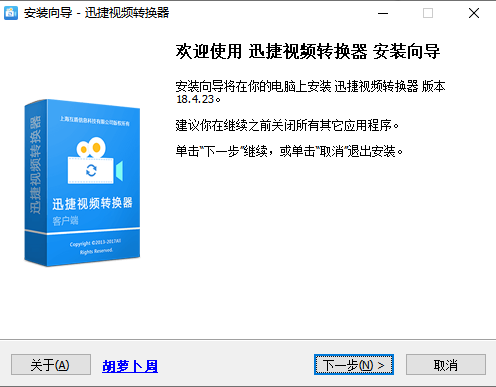 安装向导 - 迅捷视频转换器
欢迎使用 迅捷视频转换器 安装向导
安装向导将在你的电脑上安装 迅捷视频转换器 版本
18.4.23。
建议你在继续之前关闭所有其它应用程序。
单击“下一步”继续，或单击“取消”退出安装。
迅捷视频转换器
上海互盾信息科技有限公司版权所有
迅捷视频转换器
客户端
Copyright ©2013-2017All
Rights Reserved.
关于(A)
胡萝卜周
下一步(N) >
取消